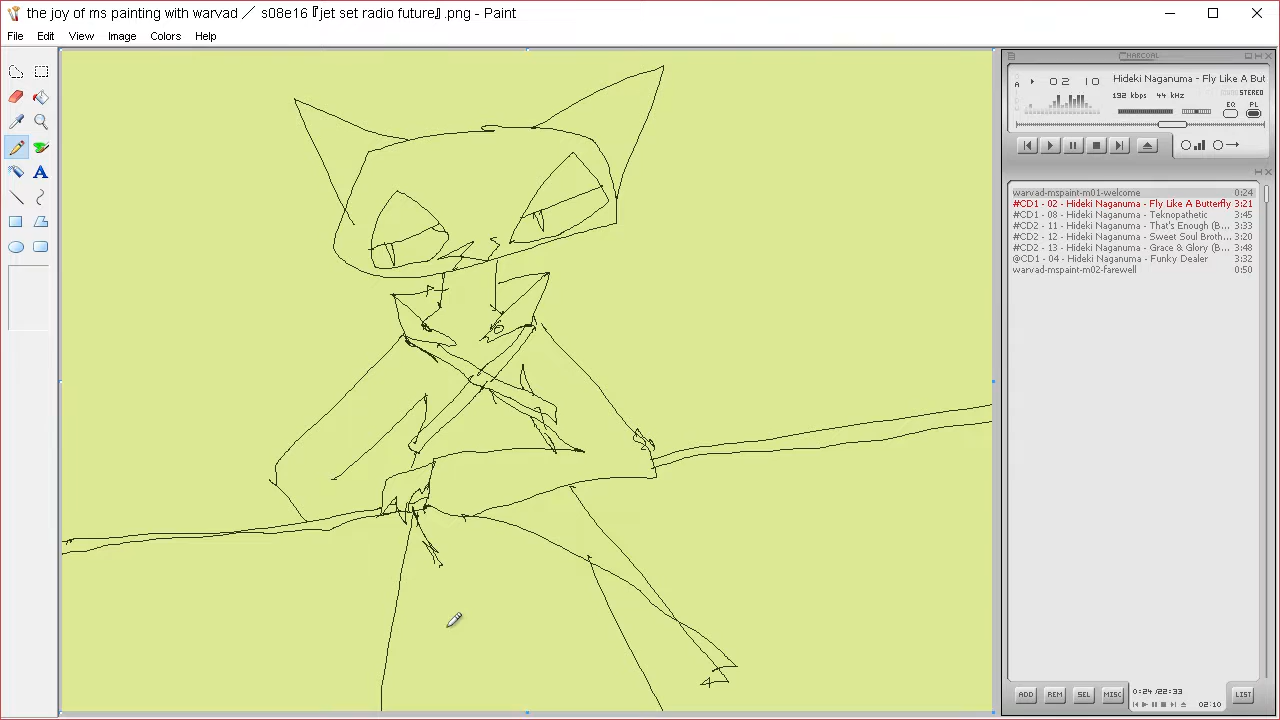 the joy of ms painting with warvad ／ s08e16『jet set radio future』.png - Paint
File Edit View Image Colors Help
CHARCOAL
02 10 Hideki Naganuma - Fly Like A But
192 kbps 44 kHz STEREO
EQ PL
warvad-mspaint-m01-welcome 0:24
#CD1 - 02 - Hideki Naganuma - Fly Like A Butterfly 3:21
#CD1 - 08 - Hideki Naganuma - Teknopathetic 3:45
#CD2 - 11 - Hideki Naganuma - That's Enough (B... 3:33
#CD2 - 12 - Hideki Naganuma - Sweet Soul Broth... 3:20
#CD2 - 13 - Hideki Naganuma - Grace & Glory (B... 3:48
@CD1 - 04 - Hideki Naganuma - Funky Dealer 3:32
warvad-mspaint-m02-farewell 0:50
ADD REM SEL MISC 0:24 /22:33 LIST
02:10